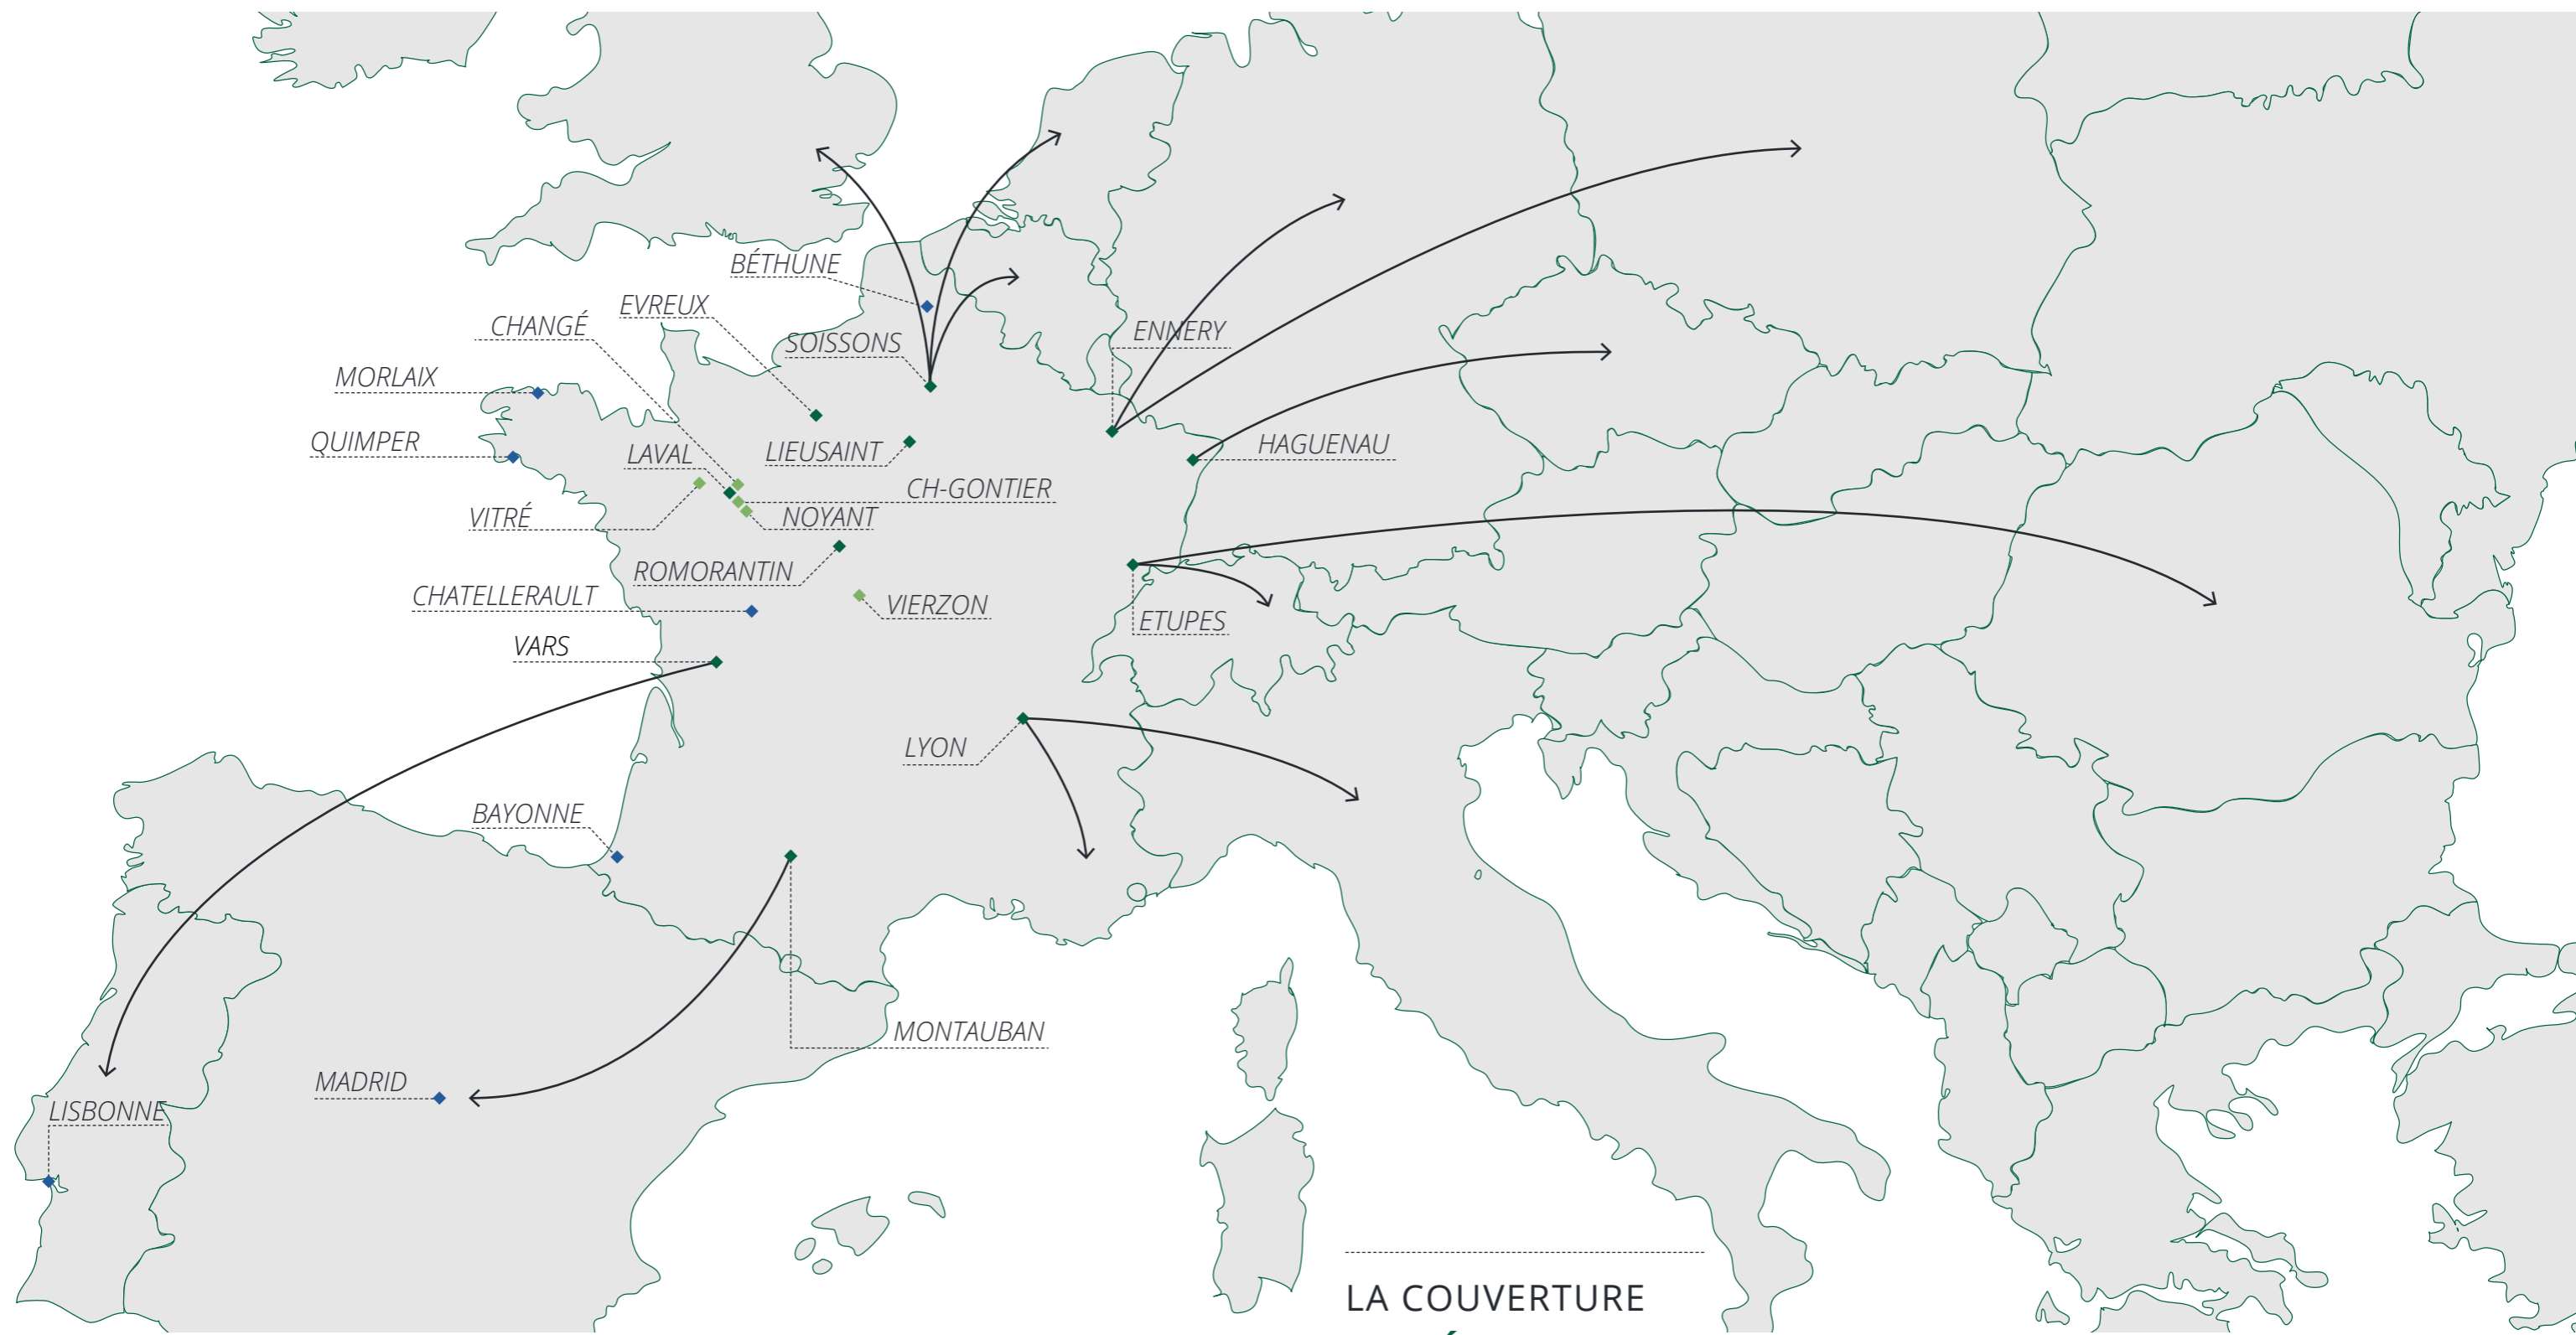 BÉTHUNE
EVREUX
CHANGÉ
SOISSONS
ENNERY
MORLAIX
QUIMPER
LAVAL
LIEUSAINT
HAGUENAU
CH-GONTIER
VITRÉ
NOYANT
ROMORANTIN
CHATELLERAULT
VIERZON
ETUPES
VARS
LYON
BAYONNE
MONTAUBAN
MADRID
LISBONNE
LA COUVERTURE